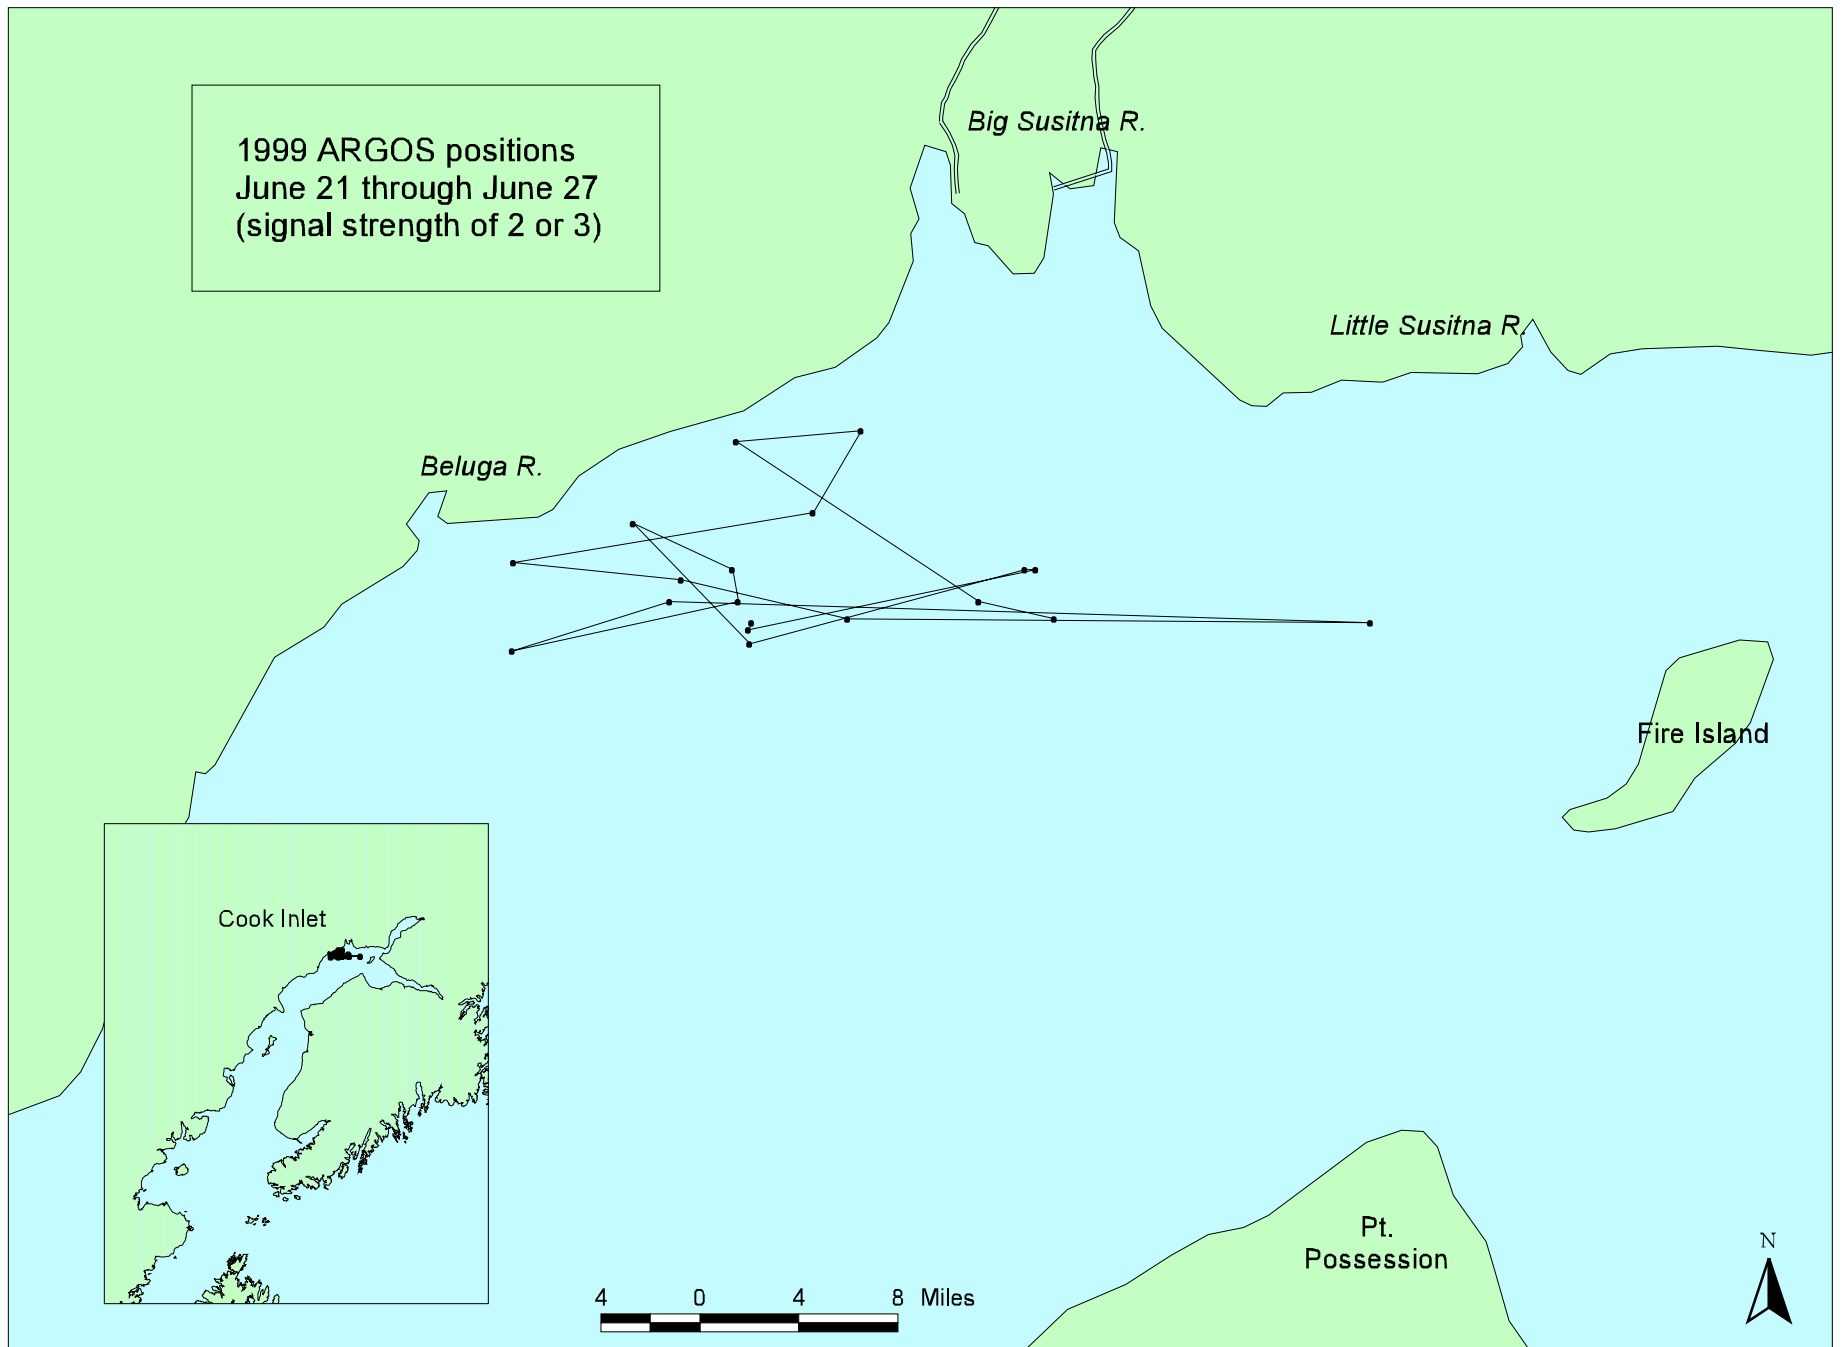 Big Susitna R.
1999 ARGOS positions
June 21 through June 27
(signal strength of 2 or 3)
Little Susitna R.
Beluga R.
Fire Island
Cook Inlet
Pt.
Possession
N
4 0 4 8 Miles